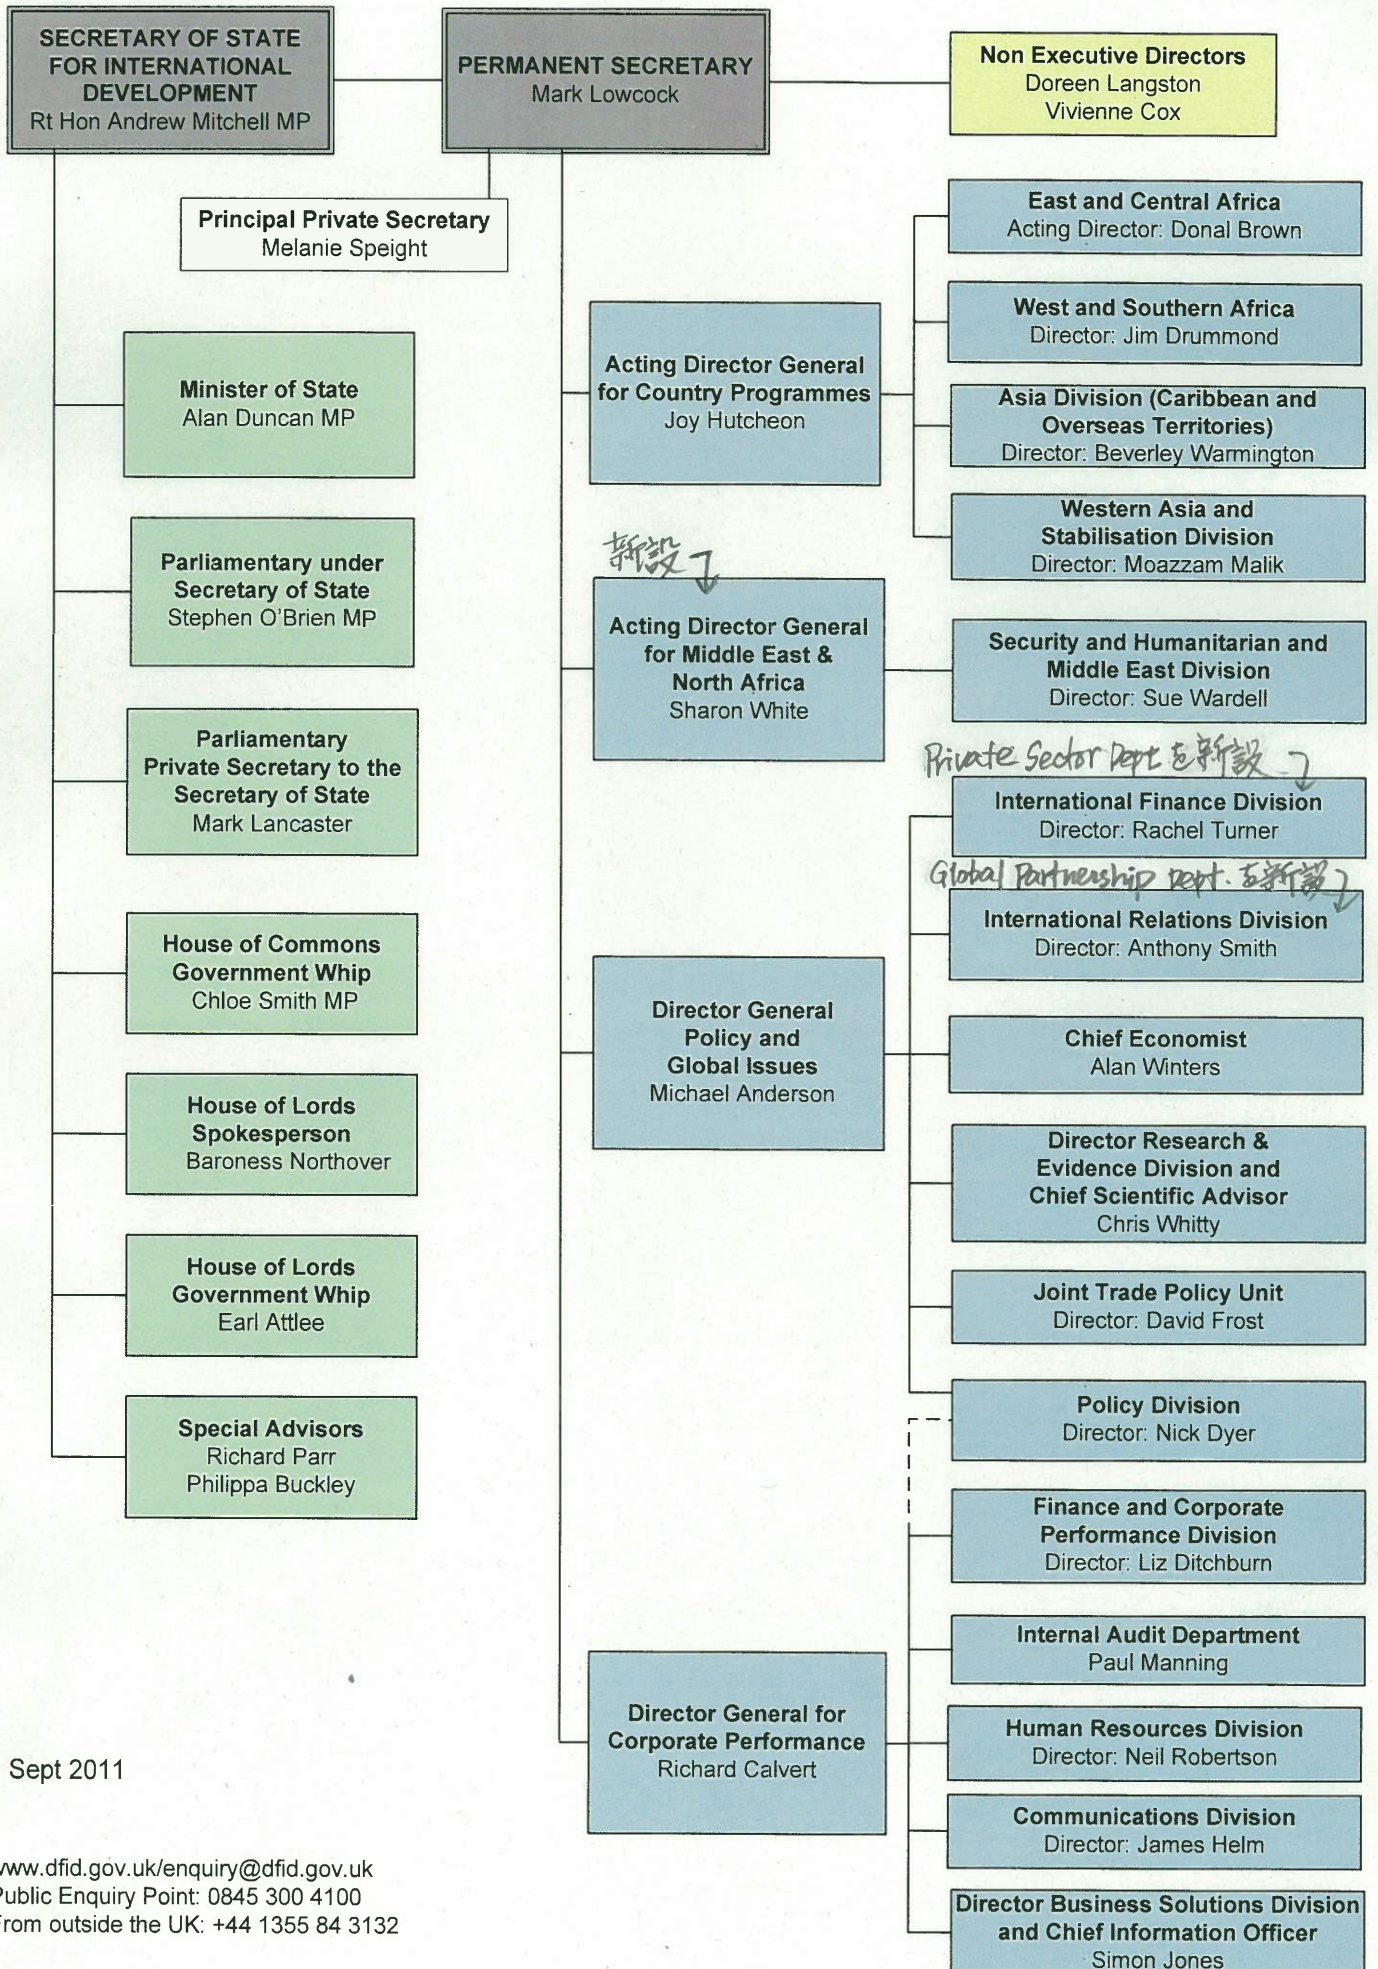 SECRETARY OF STATE
FOR INTERNATIONAL
DEVELOPMENT
Rt Hon Andrew Mitchell MP
PERMANENT SECRETARY
Mark Lowcock
Non Executive Directors
Doreen Langston
Vivienne Cox
Principal Private Secretary
Melanie Speight
Minister of State
Alan Duncan MP
Parliamentary under
Secretary of State
Stephen O'Brien MP
Parliamentary
Private Secretary to the
Secretary of State
Mark Lancaster
House of Commons
Government Whip
Chloe Smith MP
House of Lords
Spokesperson
Baroness Northover
House of Lords
Government Whip
Earl Attlee
Special Advisors
Richard Parr
Philippa Buckley
Acting Director General
for Country Programmes
Joy Hutcheon
East and Central Africa
Acting Director: Donal Brown
West and Southern Africa
Director: Jim Drummond
Asia Division (Caribbean and
Overseas Territories)
Director: Beverley Warmington
Western Asia and
Stabilisation Division
Director: Moazzam Malik
新設
Acting Director General
for Middle East &
North Africa
Sharon White
Security and Humanitarian and
Middle East Division
Director: Sue Wardell
Director General
Policy and
Global Issues
Michael Anderson
Private Sector Dept を新設
International Finance Division
Director: Rachel Turner
Global Partnership Dept. を新設
International Relations Division
Director: Anthony Smith
Chief Economist
Alan Winters
Director Research &
Evidence Division and
Chief Scientific Advisor
Chris Whitty
Joint Trade Policy Unit
Director: David Frost
Policy Division
Director: Nick Dyer
Director General for
Corporate Performance
Richard Calvert
Finance and Corporate
Performance Division
Director: Liz Ditchburn
Internal Audit Department
Paul Manning
Human Resources Division
Director: Neil Robertson
Communications Division
Director: James Helm
Director Business Solutions Division
and Chief Information Officer
Simon Jones
Sept 2011
www.dfid.gov.uk/enquiry@dfid.gov.uk
Public Enquiry Point: 0845 300 4100
From outside the UK: +44 1355 84 3132